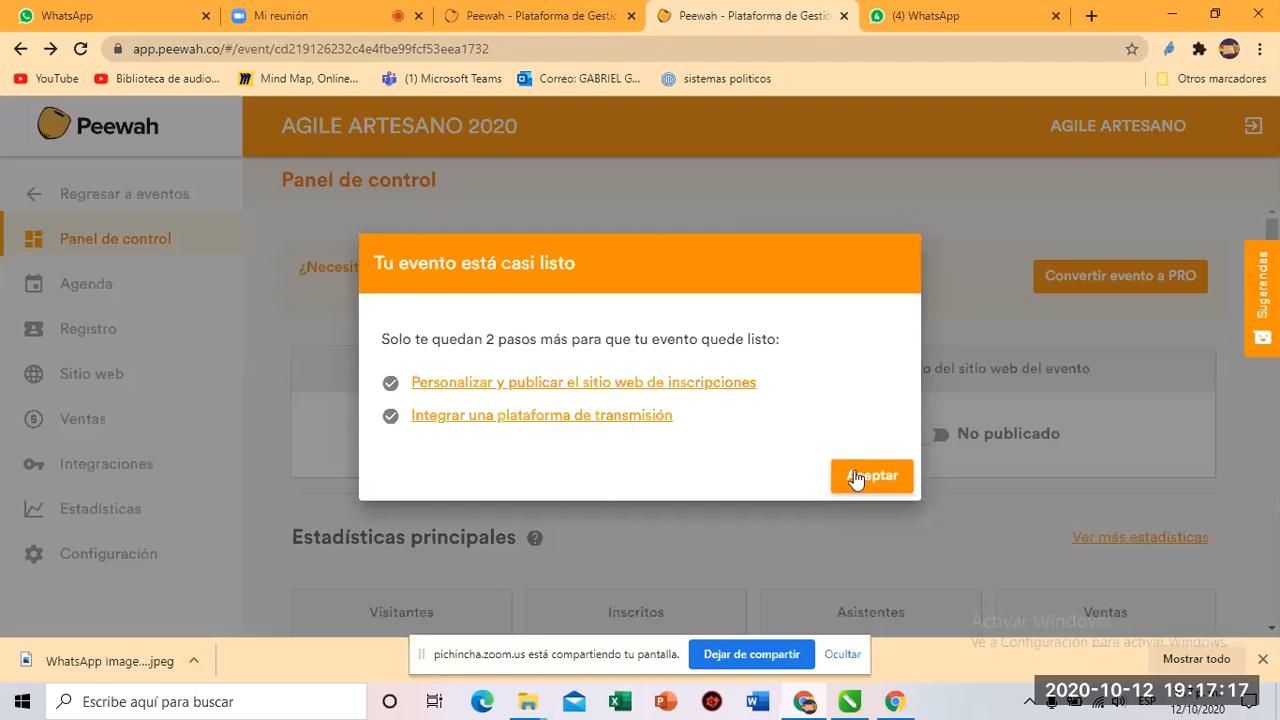 WhatsApp
Mi reunión
Peewah - Plataforma de Gestió
Peewah - Plataforma de Gestió
(4) WhatsApp
app.peewah.co/#/event/cd219126232c4e4fbe99fcf53eea1732
YouTube
Biblioteca de audio...
Mind Map, Online...
(1) Microsoft Teams
Correo: GABRIEL G...
sistemas políticos
Otros marcadores
Peewah
AGILE ARTESANO 2020
AGILE ARTESANO
Regresar a eventos
Panel de control
Panel de control
Agenda
Registro
Sitio web
Ventas
Integraciones
Estadísticas
Configuración
¿Necesit
Convertir evento a PRO
Sugerencias
Tu evento está casi listo
Solo te quedan 2 pasos más para que tu evento quede listo:
Personalizar y publicar el sitio web de inscripciones
Integrar una plataforma de transmisión
Aceptar
o del sitio web del evento
No publicado
Estadísticas principales
Ver más estadísticas
Visitantes
Inscritos
Asistentes
Ventas
Activar Windows
Ve a Configuración para activar Windows.
pichincha.zoom.us está compartiendo tu pantalla.
Dejar de compartir
Ocultar
WhatsApp Image....jpeg
Mostrar todo
Escribe aquí para buscar
2020-10-12 19:17:17
ESP
12/10/2020